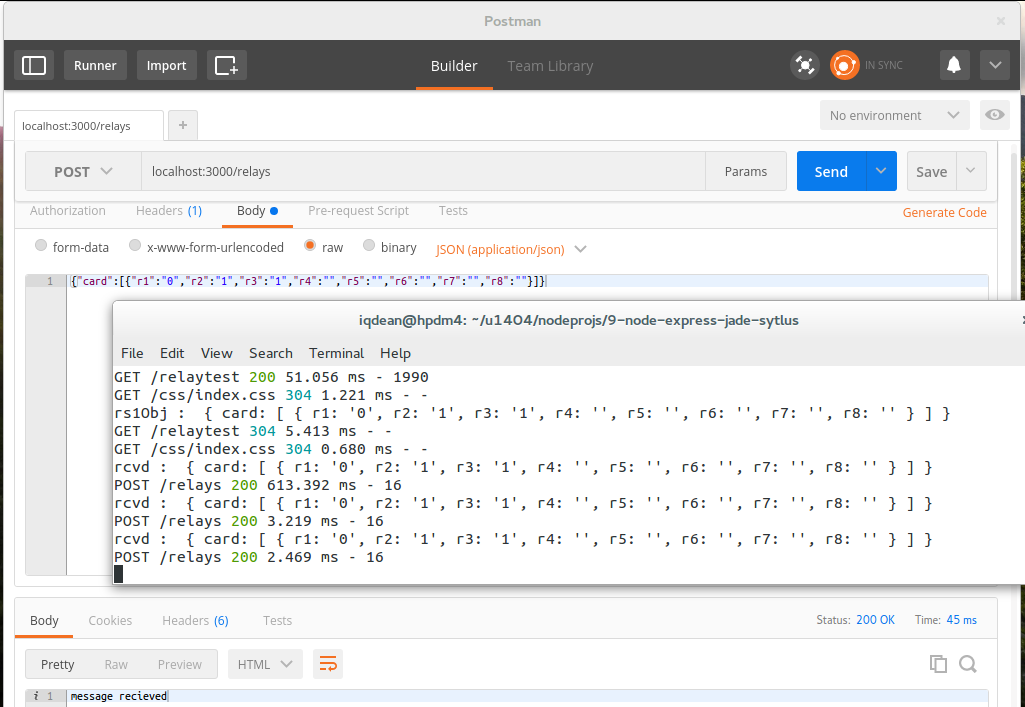 Postman
Runner Import Builder Team Library IN SYNC
localhost:3000/relays + No environment
POST localhost:3000/relays Params Send Save
Authorization Headers (1) Body Pre-request Script Tests Generate Code
form-data x-www-form-urlencoded raw binary JSON (application/json)
1 {"card":[{"r1":"0","r2":"1","r3":"1","r4":"","r5":"","r6":"","r7":"","r8":""}]}
iqdean@hpdm4: ~/u1404/nodeprojs/9-node-express-jade-sytlus
File Edit View Search Terminal Help
GET /relaytest 200 51.056 ms - 1990
GET /css/index.css 304 1.221 ms - -
rs1Obj :  { card: [ { r1: '0', r2: '1', r3: '1', r4: '', r5: '', r6: '', r7: '', r8: '' } ] }
GET /relaytest 304 5.413 ms - -
GET /css/index.css 304 0.680 ms - -
rcvd :  { card: [ { r1: '0', r2: '1', r3: '1', r4: '', r5: '', r6: '', r7: '', r8: '' } ] }
POST /relays 200 613.392 ms - 16
rcvd :  { card: [ { r1: '0', r2: '1', r3: '1', r4: '', r5: '', r6: '', r7: '', r8: '' } ] }
POST /relays 200 3.219 ms - 16
rcvd :  { card: [ { r1: '0', r2: '1', r3: '1', r4: '', r5: '', r6: '', r7: '', r8: '' } ] }
POST /relays 200 2.469 ms - 16
Body Cookies Headers (6) Tests Status: 200 OK Time: 45 ms
Pretty Raw Preview HTML
i 1 message recieved